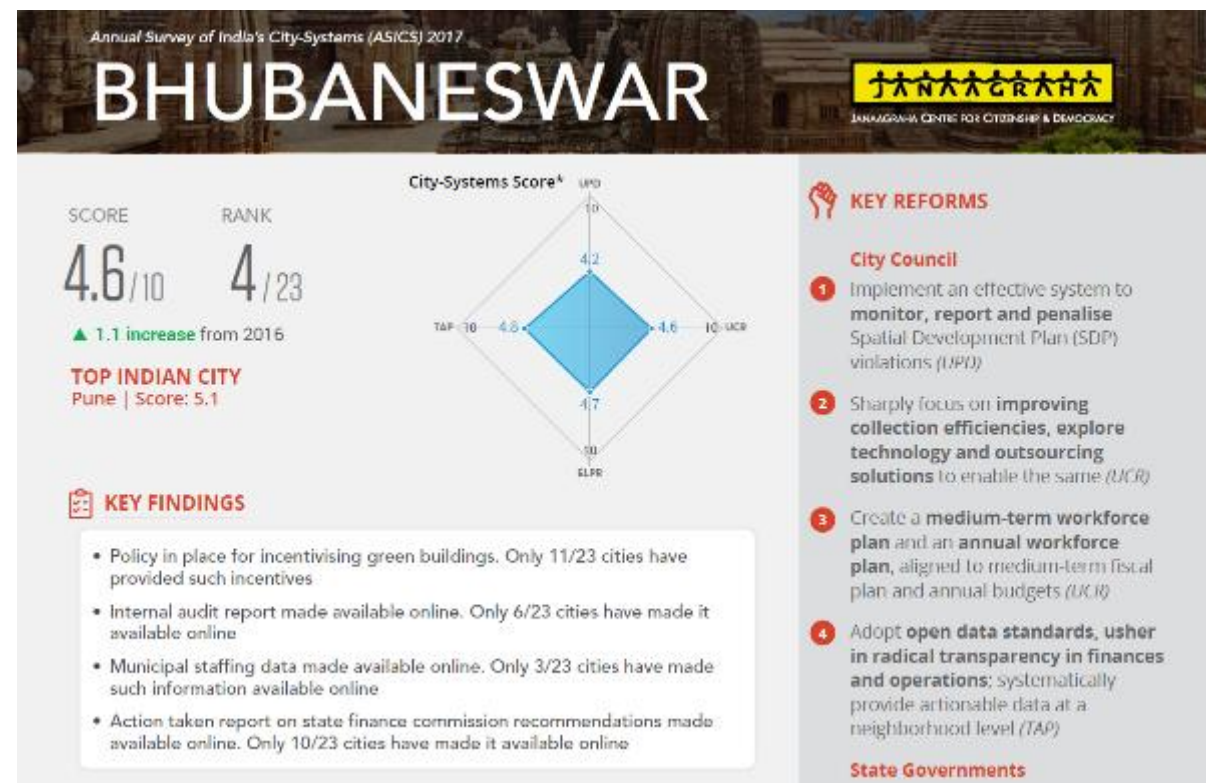 Annual Survey of India's City-Systems (ASICS) 2017
BHUBANESWAR
JANAAGRAHA
JANAAGRAHA CENTRE FOR CITIZENSHIP & DEMOCRACY
SCORE
4.6/10
RANK
4/23
▲ 1.1 increase from 2016
TOP INDIAN CITY
Pune | Score: 5.1
City-Systems Score*
UPD
10
4.2
TAP 10 4.8
4.6 10 UCR
4.7
10
ELPR
KEY FINDINGS
• Policy in place for incentivising green buildings. Only 11/23 cities have
provided such incentives
• Internal audit report made available online. Only 6/23 cities have made it
available online
• Municipal staffing data made available online. Only 3/23 cities have made
such information available online
• Action taken report on state finance commission recommendations made
available online. Only 10/23 cities have made it available online
KEY REFORMS
City Council
1 Implement an effective system to
monitor, report and penalise
Spatial Development Plan (SDP)
violations (UPD)
2 Sharply focus on improving
collection efficiencies, explore
technology and outsourcing
solutions to enable the same (UCR)
3 Create a medium-term workforce
plan and an annual workforce
plan, aligned to medium-term fiscal
plan and annual budgets (UCR)
4 Adopt open data standards, usher
in radical transparency in finances
and operations; systematically
provide actionable data at a
neighborhood level (TAP)
State Governments